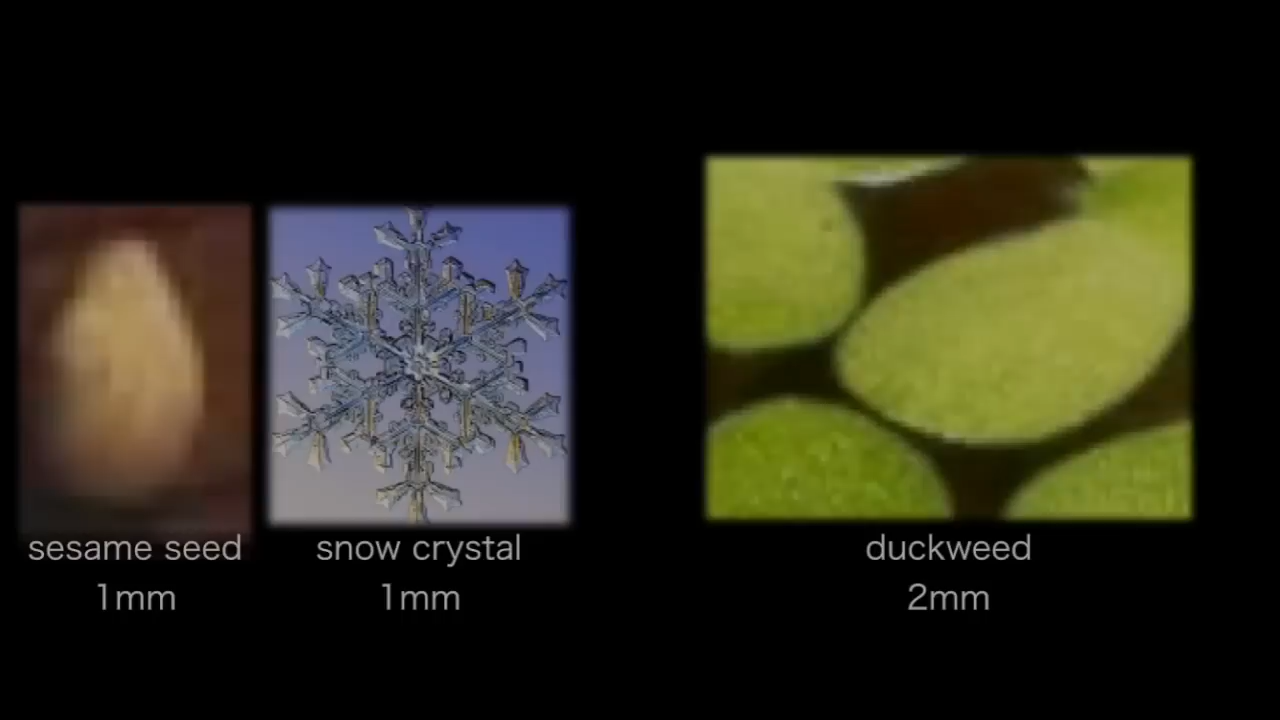 sesame seed
1mm
snow crystal
1mm
duckweed
2mm